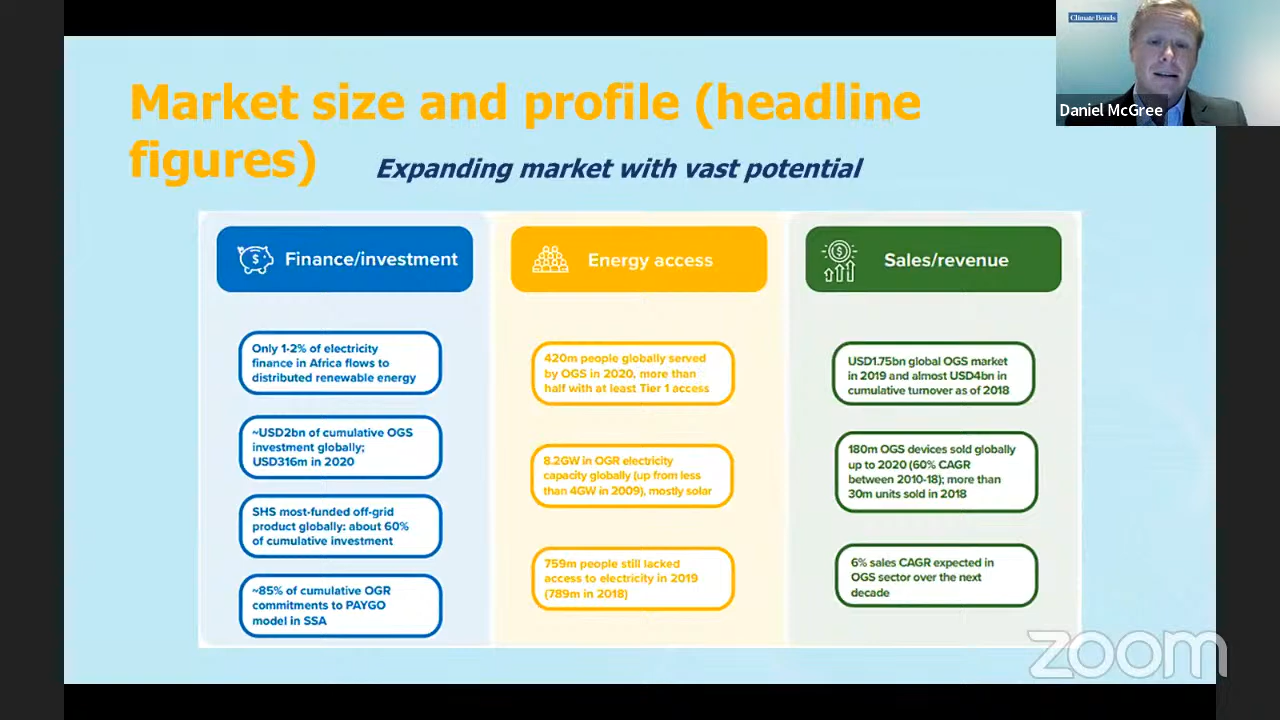 Climate Bonds
Daniel McGree
Market size and profile (headline
figures)
Expanding market with vast potential
Finance/investment
Only 1-2% of electricity
finance in Africa flows to
distributed renewable energy
~USD2bn of cumulative OGS
investment globally;
USD316m in 2020
SHS most-funded off-grid
product globally: about 60%
of cumulative investment
~85% of cumulative OGR
commitments to PAYGO
model in SSA
Energy access
420m people globally served
by OGS in 2020, more than
half with at least Tier 1 access
8.2GW in OGR electricity
capacity globally (up from less
than 4GW in 2009), mostly solar
759m people still lacked
access to electricity in 2019
(789m in 2018)
Sales/revenue
USD1.75bn global OGS market
in 2019 and almost USD4bn in
cumulative turnover as of 2018
180m OGS devices sold globally
up to 2020 (60% CAGR
between 2010-18); more than
30m units sold in 2018
6% sales CAGR expected in
OGS sector over the next
decade
zoom